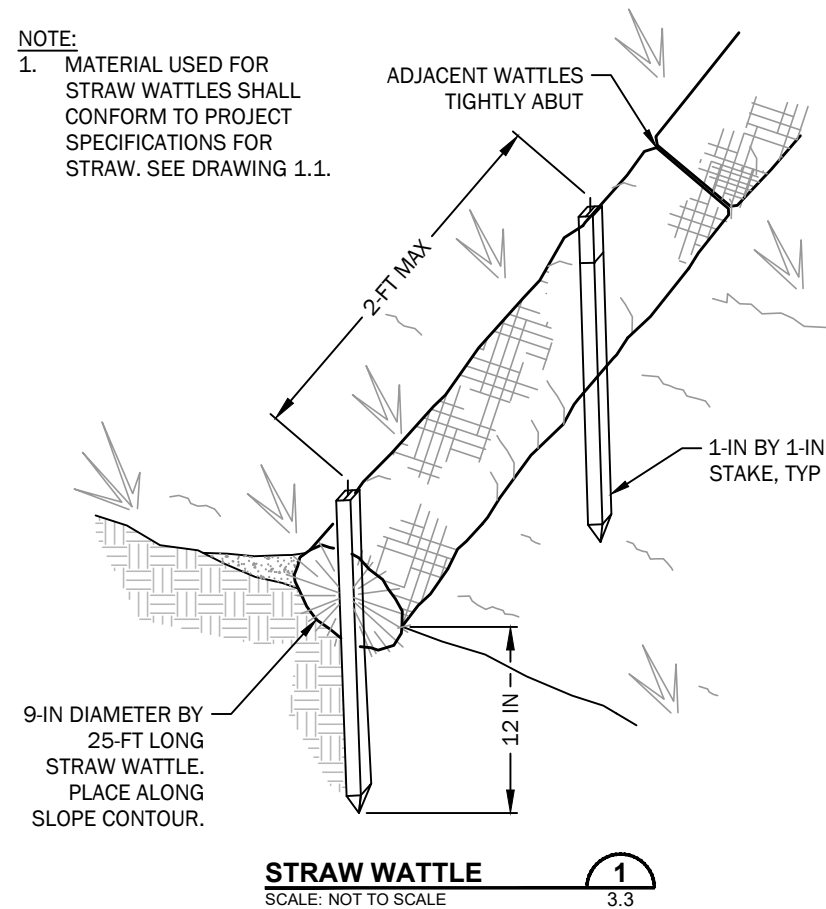 NOTE:
1. MATERIAL USED FOR
STRAW WATTLES SHALL
CONFORM TO PROJECT
SPECIFICATIONS FOR
STRAW. SEE DRAWING 1.1.
ADJACENT WATTLES
TIGHTLY ABUT
2-FT MAX
1-IN BY 1-IN
STAKE, TYP
9-IN DIAMETER BY
25-FT LONG
STRAW WATTLE.
PLACE ALONG
SLOPE CONTOUR.
12 IN
STRAW WATTLE
SCALE: NOT TO SCALE
1
3.3